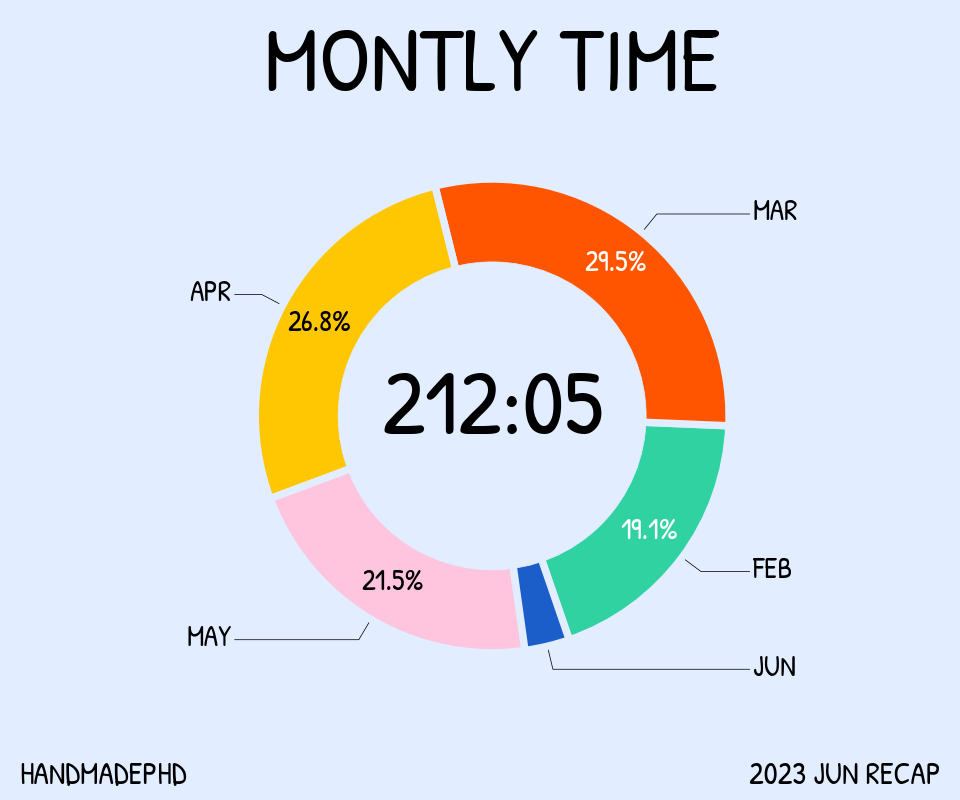 MONTLY TIME
MAR
29.5%
APR
26.8%
212:05
19.1%
FEB
21.5%
MAY
JUN
HANDMADEPHD
2023 JUN RECAP